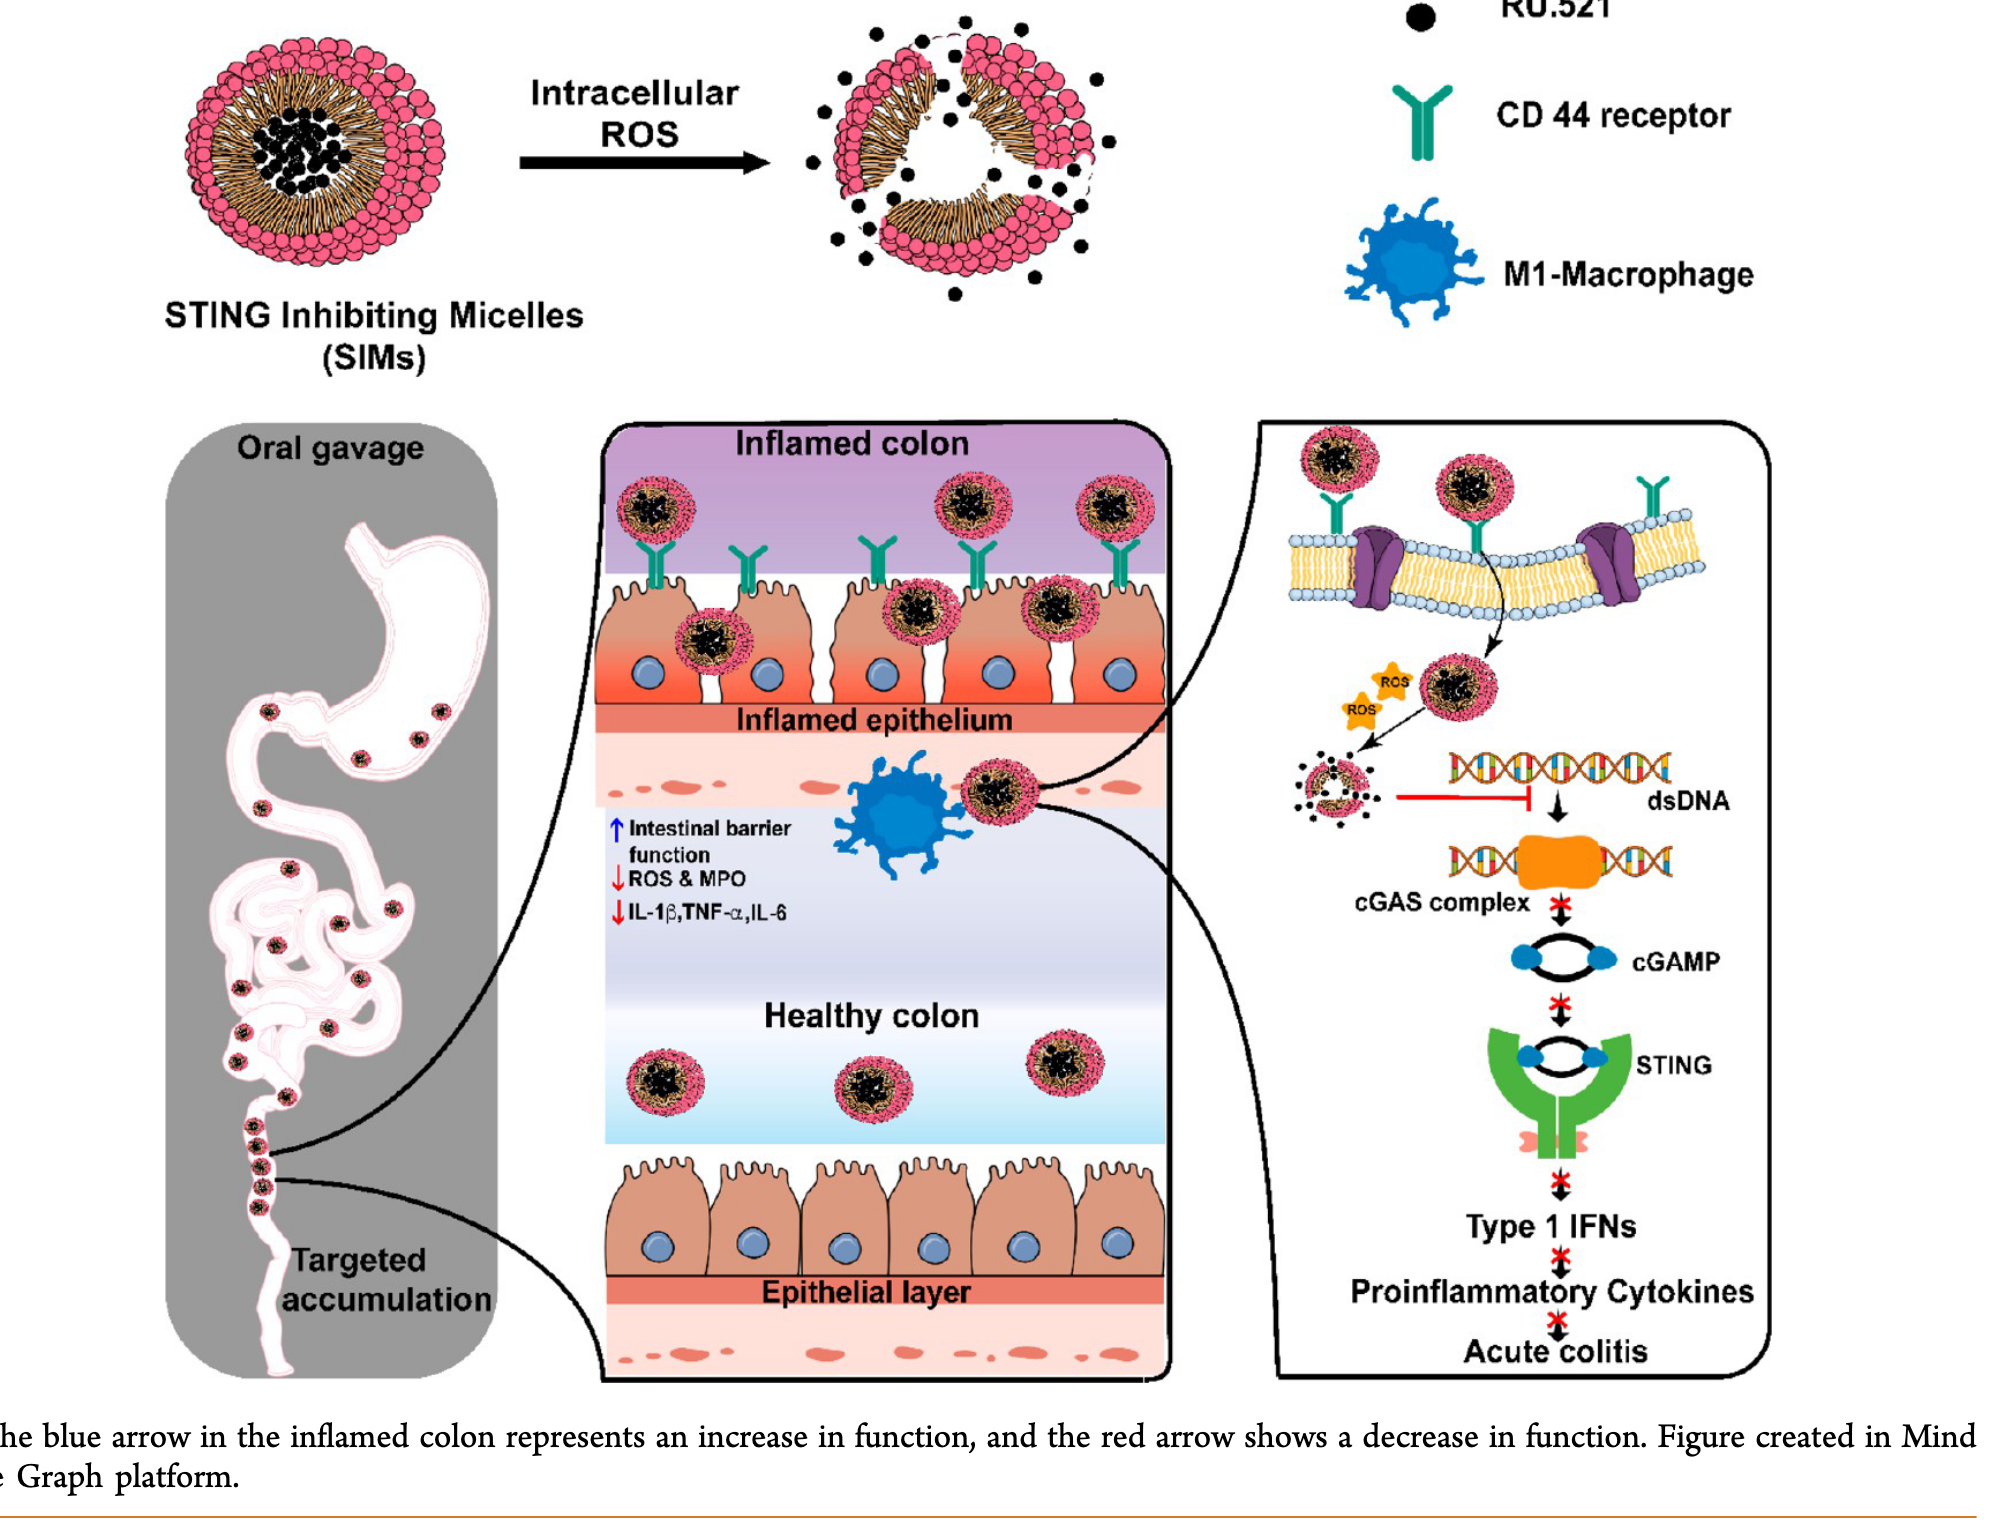 RU.521
Intracellular
ROS
CD 44 receptor
M1-Macrophage
STING Inhibiting Micelles
(SIMs)
Oral gavage
Targeted
accumulation
Inflamed colon
Inflamed epithelium
↑ Intestinal barrier
function
↓ ROS & MPO
↓ IL-1β,TNF-α,IL-6
Healthy colon
Epithelial layer
ROS
ROS
dsDNA
cGAS complex
cGAMP
STING
Type 1 IFNs
Proinflammatory Cytokines
Acute colitis
he blue arrow in the inflamed colon represents an increase in function, and the red arrow shows a decrease in function. Figure created in Mind
e Graph platform.